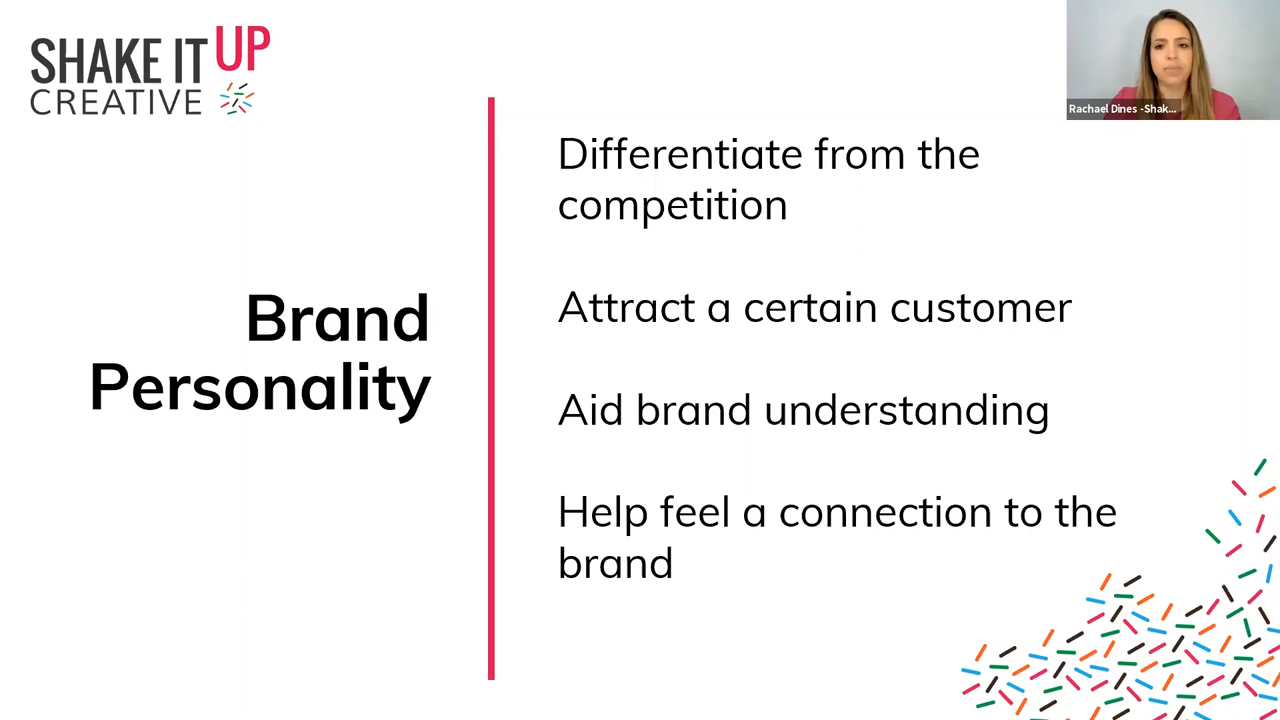 SHAKE IT UP
CREATIVE
Rachael Dines -Shak...
Brand
Personality
Differentiate from the
competition
Attract a certain customer
Aid brand understanding
Help feel a connection to the
brand